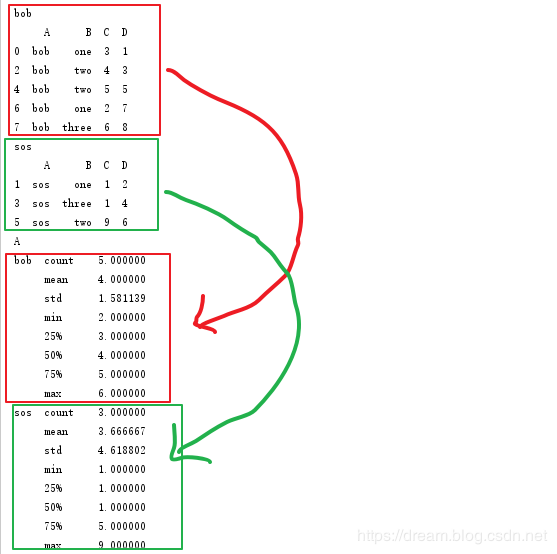 bob
A B C D
0 bob one 3 1
2 bob two 4 3
4 bob two 5 5
6 bob one 2 7
7 bob three 6 8
sos
A B C D
1 sos one 1 2
3 sos three 1 4
5 sos two 9 6
A
bob count 5.000000
mean 4.000000
std 1.581139
min 2.000000
25% 3.000000
50% 4.000000
75% 5.000000
max 6.000000
sos count 3.000000
mean 3.666667
std 4.618802
min 1.000000
25% 1.000000
50% 1.000000
75% 5.000000
max 9.000000
https://dream.blog.csdn.net